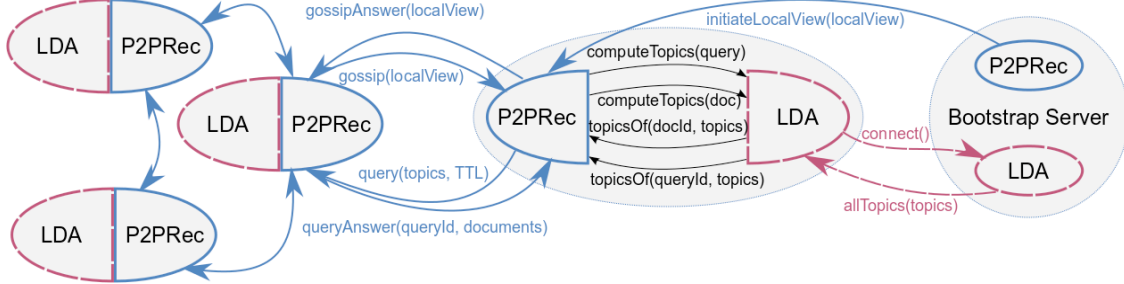 gossipAnswer(localView)
initiateLocalView(localView)
LDA
P2PRec
computeTopics(query)
P2PRec
gossip(localView)
computeTopics(doc)
LDA
P2PRec
P2PRec
topicsOf(docId, topics)
LDA
Bootstrap Server
connect()
query(topics, TTL)
topicsOf(queryId, topics)
LDA
allTopics(topics)
LDA
P2PRec
queryAnswer(queryId, documents)